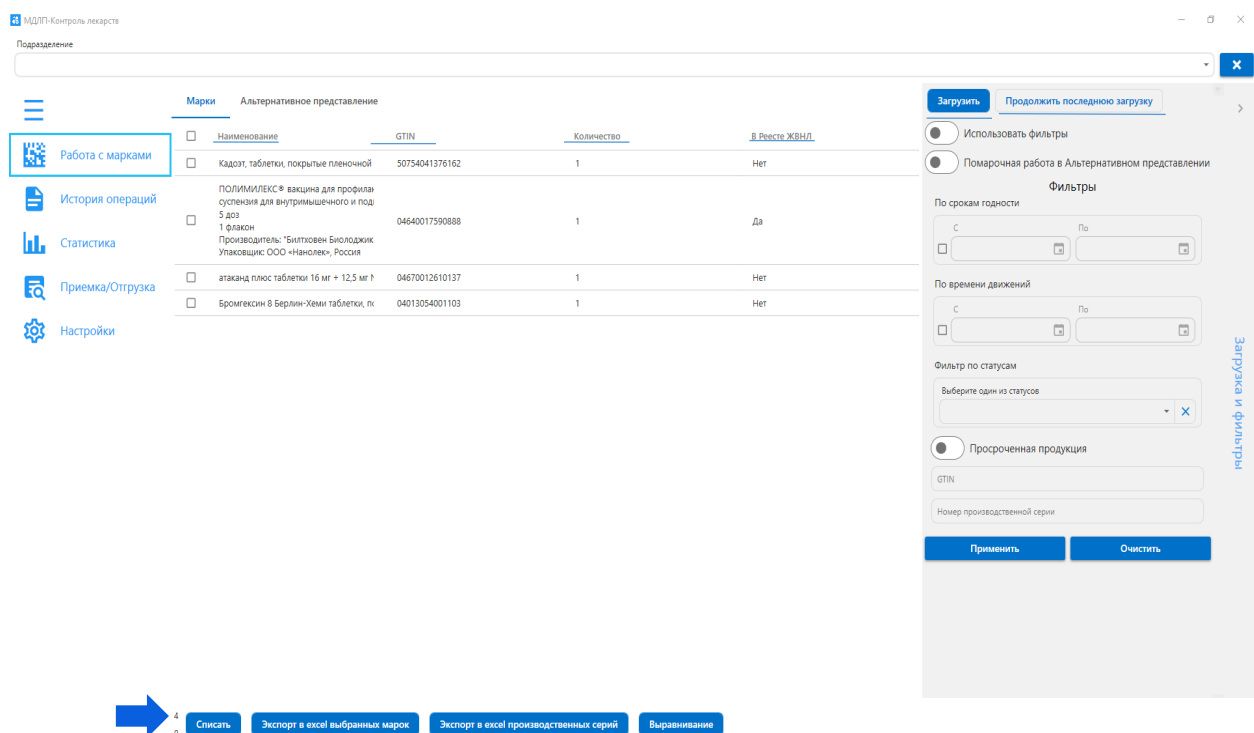 МДЛП-Контроль лекарств
Подразделение
Марки Альтернативное представление
Загрузить Продолжить последнюю загрузку
Наименование GTIN Количество В Реесте ЖВНЛ
Использовать фильтры
Работа с марками
Кадоэт, таблетки, покрытые пленочной 50754041376162 1 Нет
Помарочная работа в Альтернативном представлении
Фильтры
ПОЛИМИЛЕКС® вакцина для профилак
суспензия для внутримышечного и подк
5 доз
1 флакон
Производитель: "Билтховен Биолоджик
Упаковщик: ООО «Нанолек», Россия
04640017590888 1 Да
История операций
По срокам годности
С По
Статистика
атаканд плюс таблетки 16 мг + 12,5 мг № 04670012610137 1 Нет
Приемка/Отгрузка
По времени движений
Бромгексин 8 Берлин-Хеми таблетки, по 04013054001103 1 Нет
С По
Настройки
Фильтр по статусам
Выберите один из статусов
Загрузка и фильтры
Просроченная продукция
GTIN
Номер производственной серии
Применить Очистить
4
Списать Экспорт в excel выбранных марок Экспорт в excel производственных серий Выравнивание